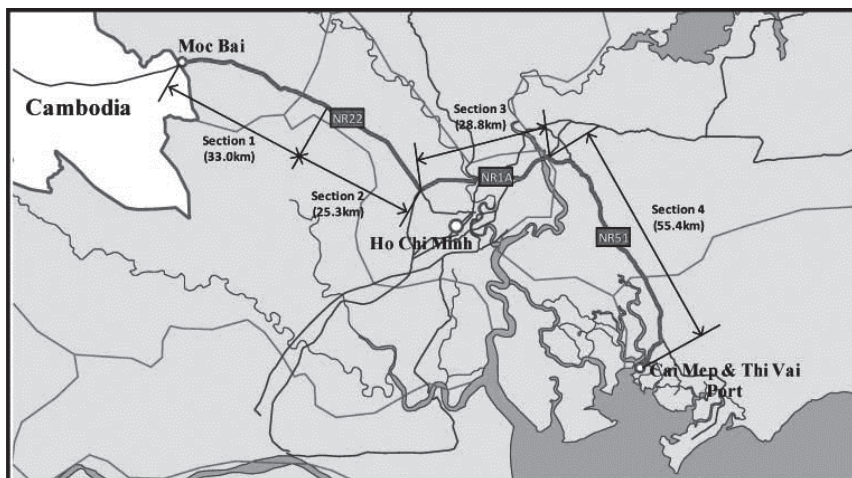 Moc Bai
Cambodia
Section 1
(33.0km)
NR22
Section 2
(25.3km)
Section 3
(28.8km)
NR1A
Ho Chi Minh
Section 4
(55.4km)
NR51
Cai Mep & Thi Vai
Port